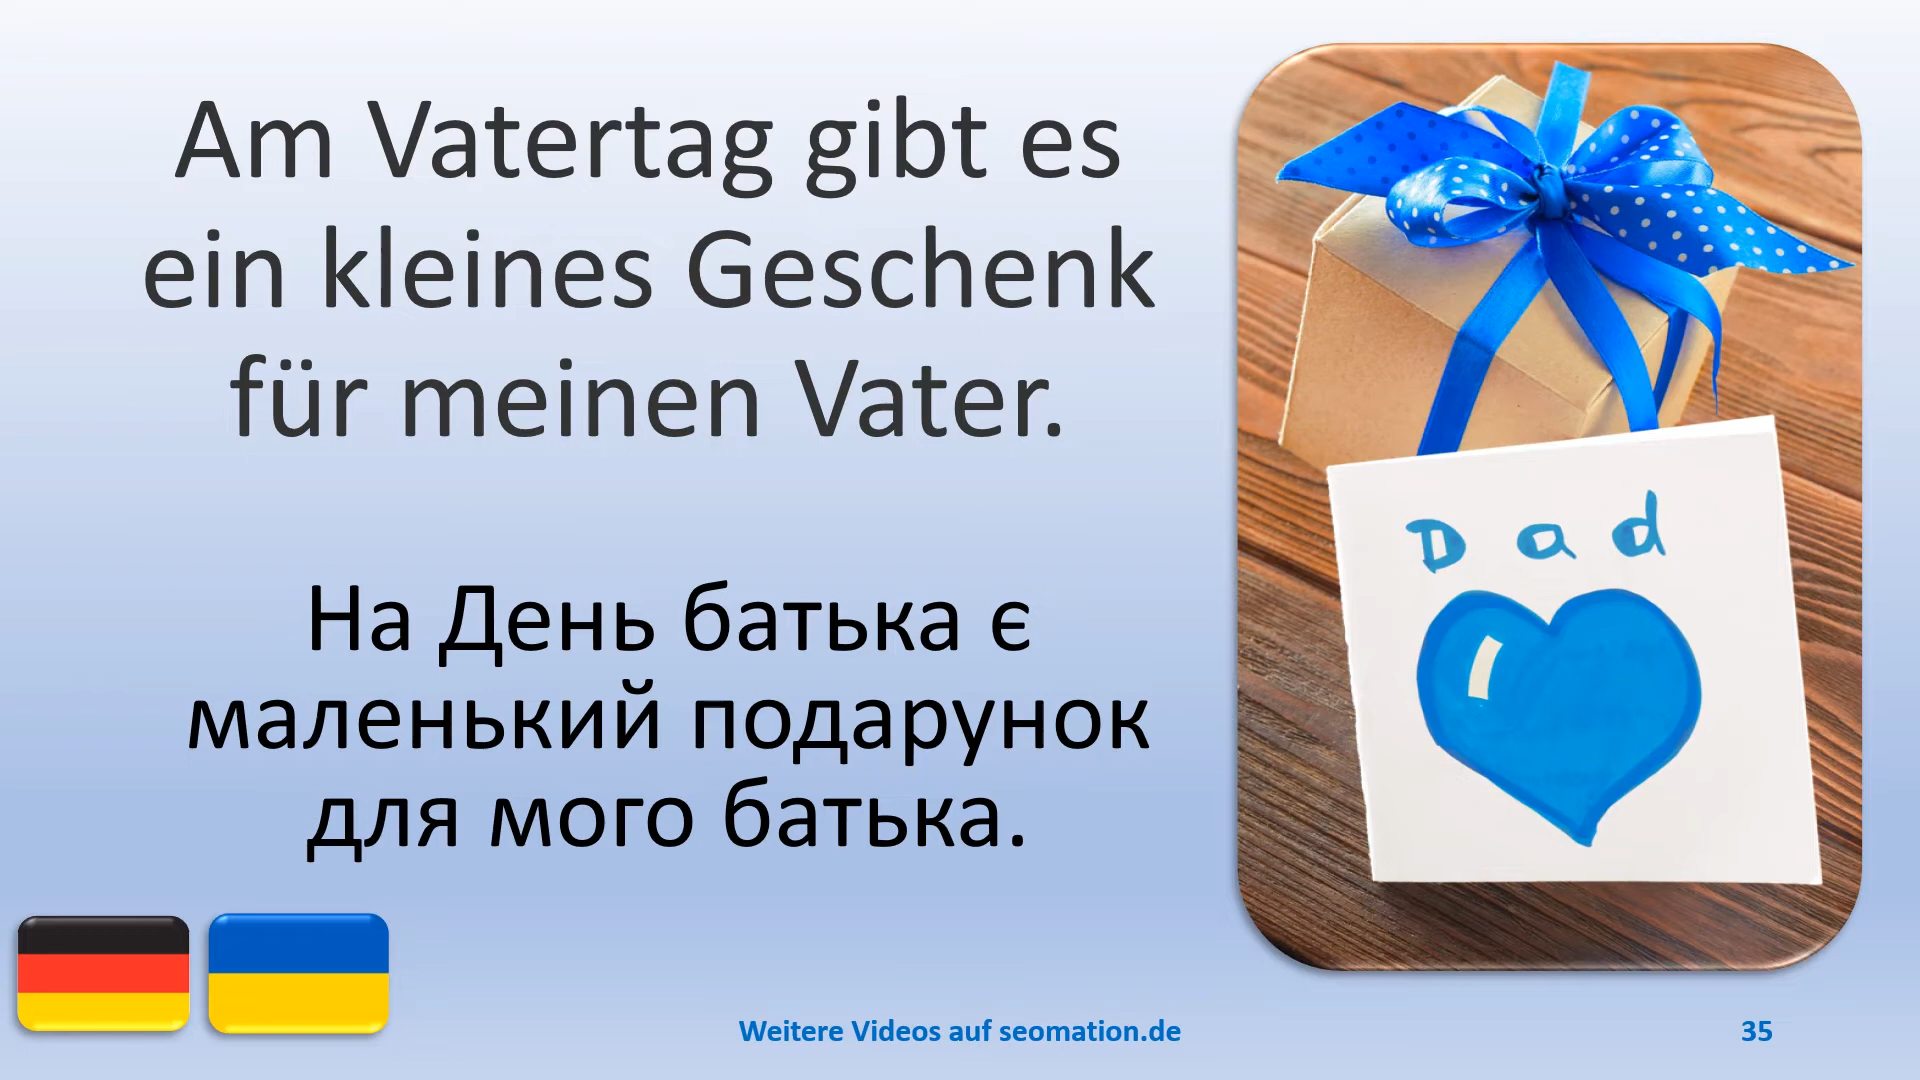 Am Vatertag gibt es
ein kleines Geschenk
für meinen Vater.
На День батька є
маленький подарунок
для мого батька.
Dad
Weitere Videos auf seomation.de
35